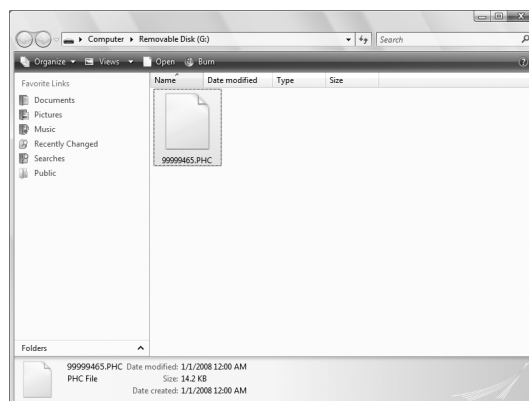 Computer ▸ Removable Disk (G:)
Search
Organize Views Open Burn
Favorite Links
Documents
Pictures
Music
Recently Changed
Searches
Public
Folders
Name Date modified Type Size
99999465.PHC
99999465.PHC Date modified: 1/1/2008 12:00 AM
PHC File Size: 14.2 KB
Date created: 1/1/2008 12:00 AM